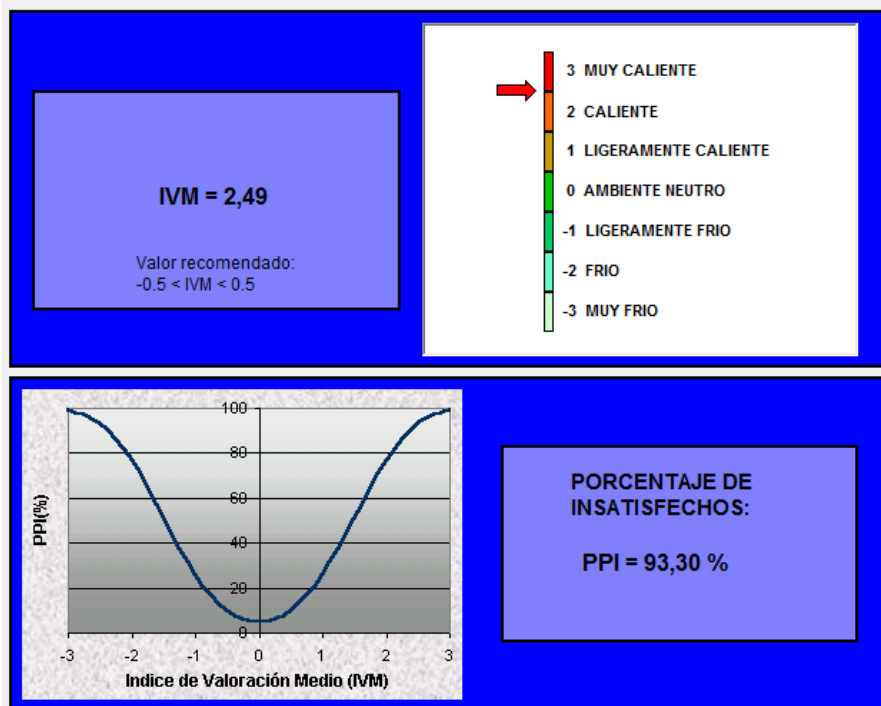 IVM = 2,49
Valor recomendado:
-0.5 < IVM < 0.5
3 MUY CALIENTE
2 CALIENTE
1 LIGERAMENTE CALIENTE
0 AMBIENTE NEUTRO
-1 LIGERAMENTE FRIO
-2 FRIO
-3 MUY FRIO
PPI(%)
100
80
60
40
20
0
-3 -2 -1 0 1 2 3
Indice de Valoración Medio (IVM)
PORCENTAJE DE
INSATISFECHOS:
PPI = 93,30 %